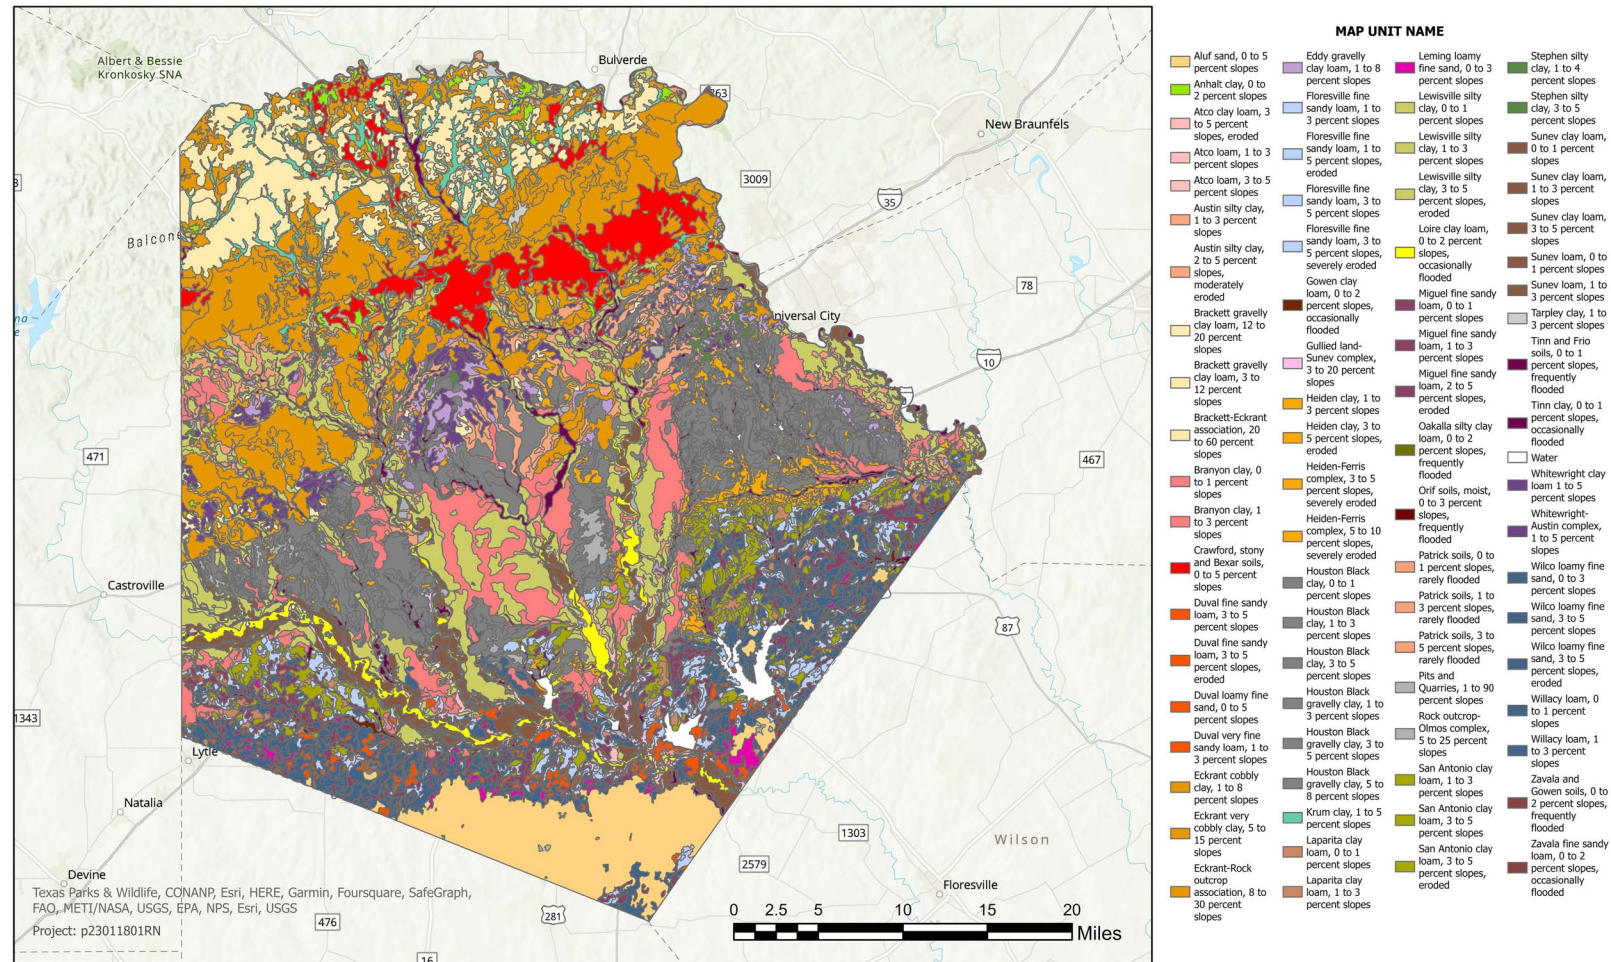 Albert & Bessie
Kronkosky SNA
Bulverde
363
New Braunfels
3009
35
Balcone
78
niversal City
10
na
471
467
Castroville
87
1343
Lytle
Natalia
1303
Wilson
2579
Devine
Floresville
281
476
16
Texas Parks & Wildlife, CONANP, Esri, HERE, Garmin, Foursquare, SafeGraph,
FAO, METI/NASA, USGS, EPA, NPS, Esri, USGS
Project: p23011801RN
0 2.5 5 10 15 20
Miles
MAP UNIT NAME
Aluf sand, 0 to 5
percent slopes
Anhalt clay, 0 to
2 percent slopes
Atco clay loam, 3
to 5 percent
slopes, eroded
Atco loam, 1 to 3
percent slopes
Atco loam, 3 to 5
percent slopes
Austin silty clay,
1 to 3 percent
slopes
Austin silty clay,
2 to 5 percent
slopes,
moderately
eroded
Brackett gravelly
clay loam, 12 to
20 percent
slopes
Brackett gravelly
clay loam, 3 to
12 percent
slopes
Brackett-Eckrant
association, 20
to 60 percent
slopes
Branyon clay, 0
to 1 percent
slopes
Branyon clay, 1
to 3 percent
slopes
Crawford, stony
and Bexar soils,
0 to 5 percent
slopes
Duval fine sandy
loam, 3 to 5
percent slopes
Duval fine sandy
loam, 3 to 5
percent slopes,
eroded
Duval loamy fine
sand, 0 to 5
percent slopes
Duval very fine
sandy loam, 1 to
3 percent slopes
Eckrant cobbly
clay, 1 to 8
percent slopes
Eckrant very
cobbly clay, 5 to
15 percent
slopes
Eckrant-Rock
outcrop
association, 8 to
30 percent
slopes
Eddy gravelly
clay loam, 1 to 8
percent slopes
Floresville fine
sandy loam, 1 to
3 percent slopes
Floresville fine
sandy loam, 1 to
5 percent slopes,
eroded
Floresville fine
sandy loam, 3 to
5 percent slopes
Floresville fine
sandy loam, 3 to
5 percent slopes,
severely eroded
Gowen clay
loam, 0 to 2
percent slopes,
occasionally
flooded
Gullied land-
Sunev complex,
3 to 20 percent
slopes
Heiden clay, 1 to
3 percent slopes
Heiden clay, 3 to
5 percent slopes,
eroded
Heiden-Ferris
complex, 3 to 5
percent slopes,
severely eroded
Heiden-Ferris
complex, 5 to 10
percent slopes,
severely eroded
Houston Black
clay, 0 to 1
percent slopes
Houston Black
clay, 1 to 3
percent slopes
Houston Black
clay, 3 to 5
percent slopes
Houston Black
gravelly clay, 1 to
3 percent slopes
Houston Black
gravelly clay, 3 to
5 percent slopes
Houston Black
gravelly clay, 5 to
8 percent slopes
Krum clay, 1 to 5
percent slopes
Laparita clay
loam, 0 to 1
percent slopes
Laparita clay
loam, 1 to 3
percent slopes
Leming loamy
fine sand, 0 to 3
percent slopes
Lewisville silty
clay, 0 to 1
percent slopes
Lewisville silty
clay, 1 to 3
percent slopes
Lewisville silty
clay, 3 to 5
percent slopes,
eroded
Loire clay loam,
0 to 2 percent
slopes,
occasionally
flooded
Miguel fine sandy
loam, 0 to 1
percent slopes
Miguel fine sandy
loam, 1 to 3
percent slopes
Miguel fine sandy
loam, 2 to 5
percent slopes,
eroded
Oakalla silty clay
loam, 0 to 2
percent slopes,
frequently
flooded
Orif soils, moist,
0 to 3 percent
slopes,
frequently
flooded
Patrick soils, 0 to
1 percent slopes,
rarely flooded
Patrick soils, 1 to
3 percent slopes,
rarely flooded
Patrick soils, 3 to
5 percent slopes,
rarely flooded
Pits and
Quarries, 1 to 90
percent slopes
Rock outcrop-
Olmos complex,
5 to 25 percent
slopes
San Antonio clay
loam, 1 to 3
percent slopes
San Antonio clay
loam, 3 to 5
percent slopes
San Antonio clay
loam, 3 to 5
percent slopes,
eroded
Stephen silty
clay, 1 to 4
percent slopes
Stephen silty
clay, 3 to 5
percent slopes
Sunev clay loam,
0 to 1 percent
slopes
Sunev clay loam,
1 to 3 percent
slopes
Sunev clay loam,
3 to 5 percent
slopes
Sunev loam, 0 to
1 percent slopes
Sunev loam, 1 to
3 percent slopes
Tarpley clay, 1 to
3 percent slopes
Tinn and Frio
soils, 0 to 1
percent slopes,
frequently
flooded
Tinn clay, 0 to 1
percent slopes,
occasionally
flooded
Water
Whitewright clay
loam 1 to 5
percent slopes
Whitewright-
Austin complex,
1 to 5 percent
slopes
Wilco loamy fine
sand, 0 to 3
percent slopes
Wilco loamy fine
sand, 3 to 5
percent slopes
Wilco loamy fine
sand, 3 to 5
percent slopes,
eroded
Willacy loam, 0
to 1 percent
slopes
Willacy loam, 1
to 3 percent
slopes
Zavala and
Gowen soils, 0 to
2 percent slopes,
frequently
flooded
Zavala fine sandy
loam, 0 to 2
percent slopes,
occasionally
flooded